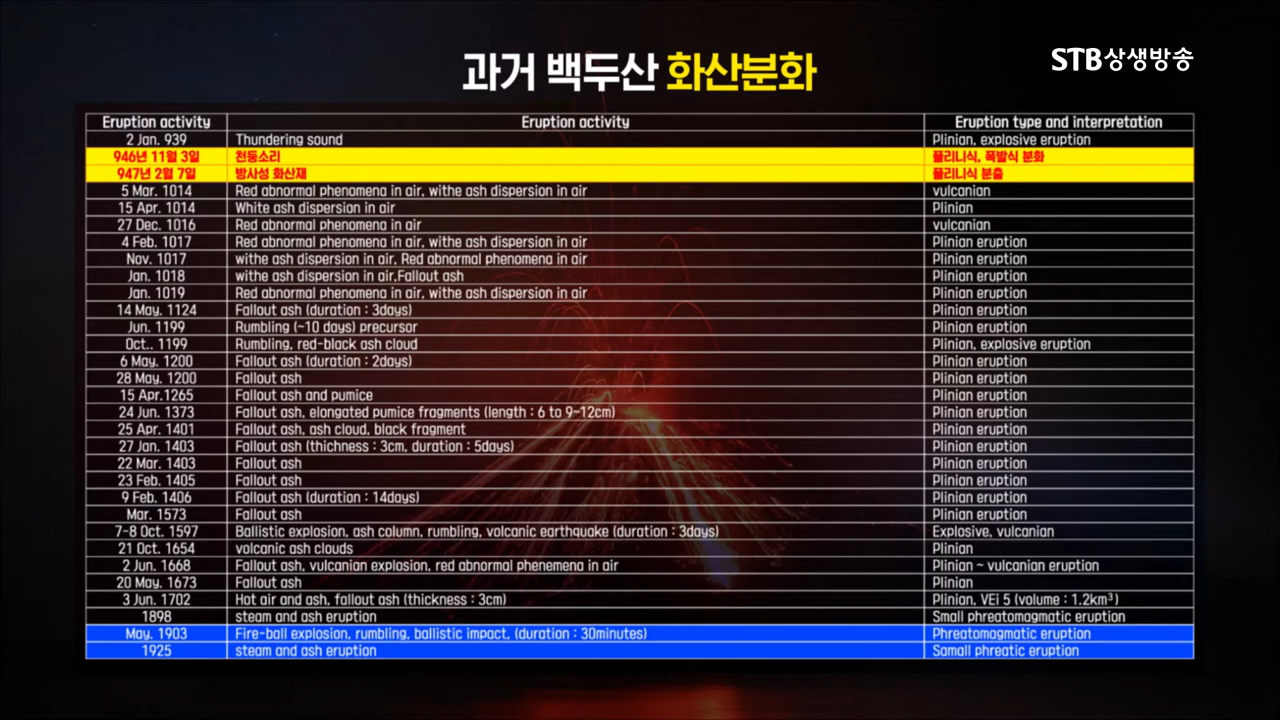 과거 백두산 화산분화
STB상생방송
Eruption activity Eruption activity Eruption type and interpretation
2 Jan. 939 Thundering sound Plinian, explosive eruption
946년 11월 3일 천둥소리 플리니식, 폭발식 분화
947년 2월 7일 방사성 화산재 플리니식 분출
5 Mar. 1014 Red abnormal phenomena in air, withe ash dispersion in air vulcanian
15 Apr. 1014 White ash dispersion in air Plinian
27 Dec. 1016 Red abnormal phenomena in air vulcanian
4 Feb. 1017 Red abnormal phenomena in air, withe ash dispersion in air Plinian eruption
Nov. 1017 withe ash dispersion in air, Red abnormal phenomena in air Plinian eruption
Jan. 1018 withe ash dispersion in air,Fallout ash Plinian eruption
Jan. 1019 Red abnormal phenomena in air, withe ash dispersion in air Plinian eruption
14 May. 1124 Fallout ash (duration : 3days) Plinian eruption
Jun. 1199 Rumbling (~10 days) precursor Plinian eruption
Oct.. 1199 Rumbling, red-black ash cloud Plinian, explosive eruption
6 May. 1200 Fallout ash (duration : 2days) Plinian eruption
28 May. 1200 Fallout ash Plinian eruption
15 Apr.1265 Fallout ash and pumice Plinian eruption
24 Jun. 1373 Fallout ash, elongated pumice fragments (length : 6 to 9~12cm) Plinian eruption
25 Apr. 1401 Fallout ash, ash cloud, black fragment Plinian eruption
27 Jan. 1403 Fallout ash (thichness : 3cm, duration : 5days) Plinian eruption
22 Mar. 1403 Fallout ash Plinian eruption
23 Feb. 1405 Fallout ash Plinian eruption
9 Feb. 1406 Fallout ash (duration : 14days) Plinian eruption
Mar. 1573 Fallout ash Plinian eruption
7-8 Oct. 1597 Ballistic explosion, ash column, rumbling, volcanic earthquake (duration : 3days) Explosive, vulcanian
21 Oct. 1654 volcanic ash clouds Plinian
2 Jun. 1668 Fallout ash, vulcanian explosion, red abnormal phenemena in air Plinian ~ vulcanian eruption
20 May. 1673 Fallout ash Plinian
3 Jun. 1702 Hot air and ash, fallout ash (thickness : 3cm) Plinian, VEi 5 (volume : 1.2km³)
1898 steam and ash eruption Small phreatomagmatic eruption
May. 1903 Fire-ball explosion, rumbling, ballistic impact, (duration : 30minutes) Phreatomagmatic eruption
1925 steam and ash eruption Samall phreatic eruption